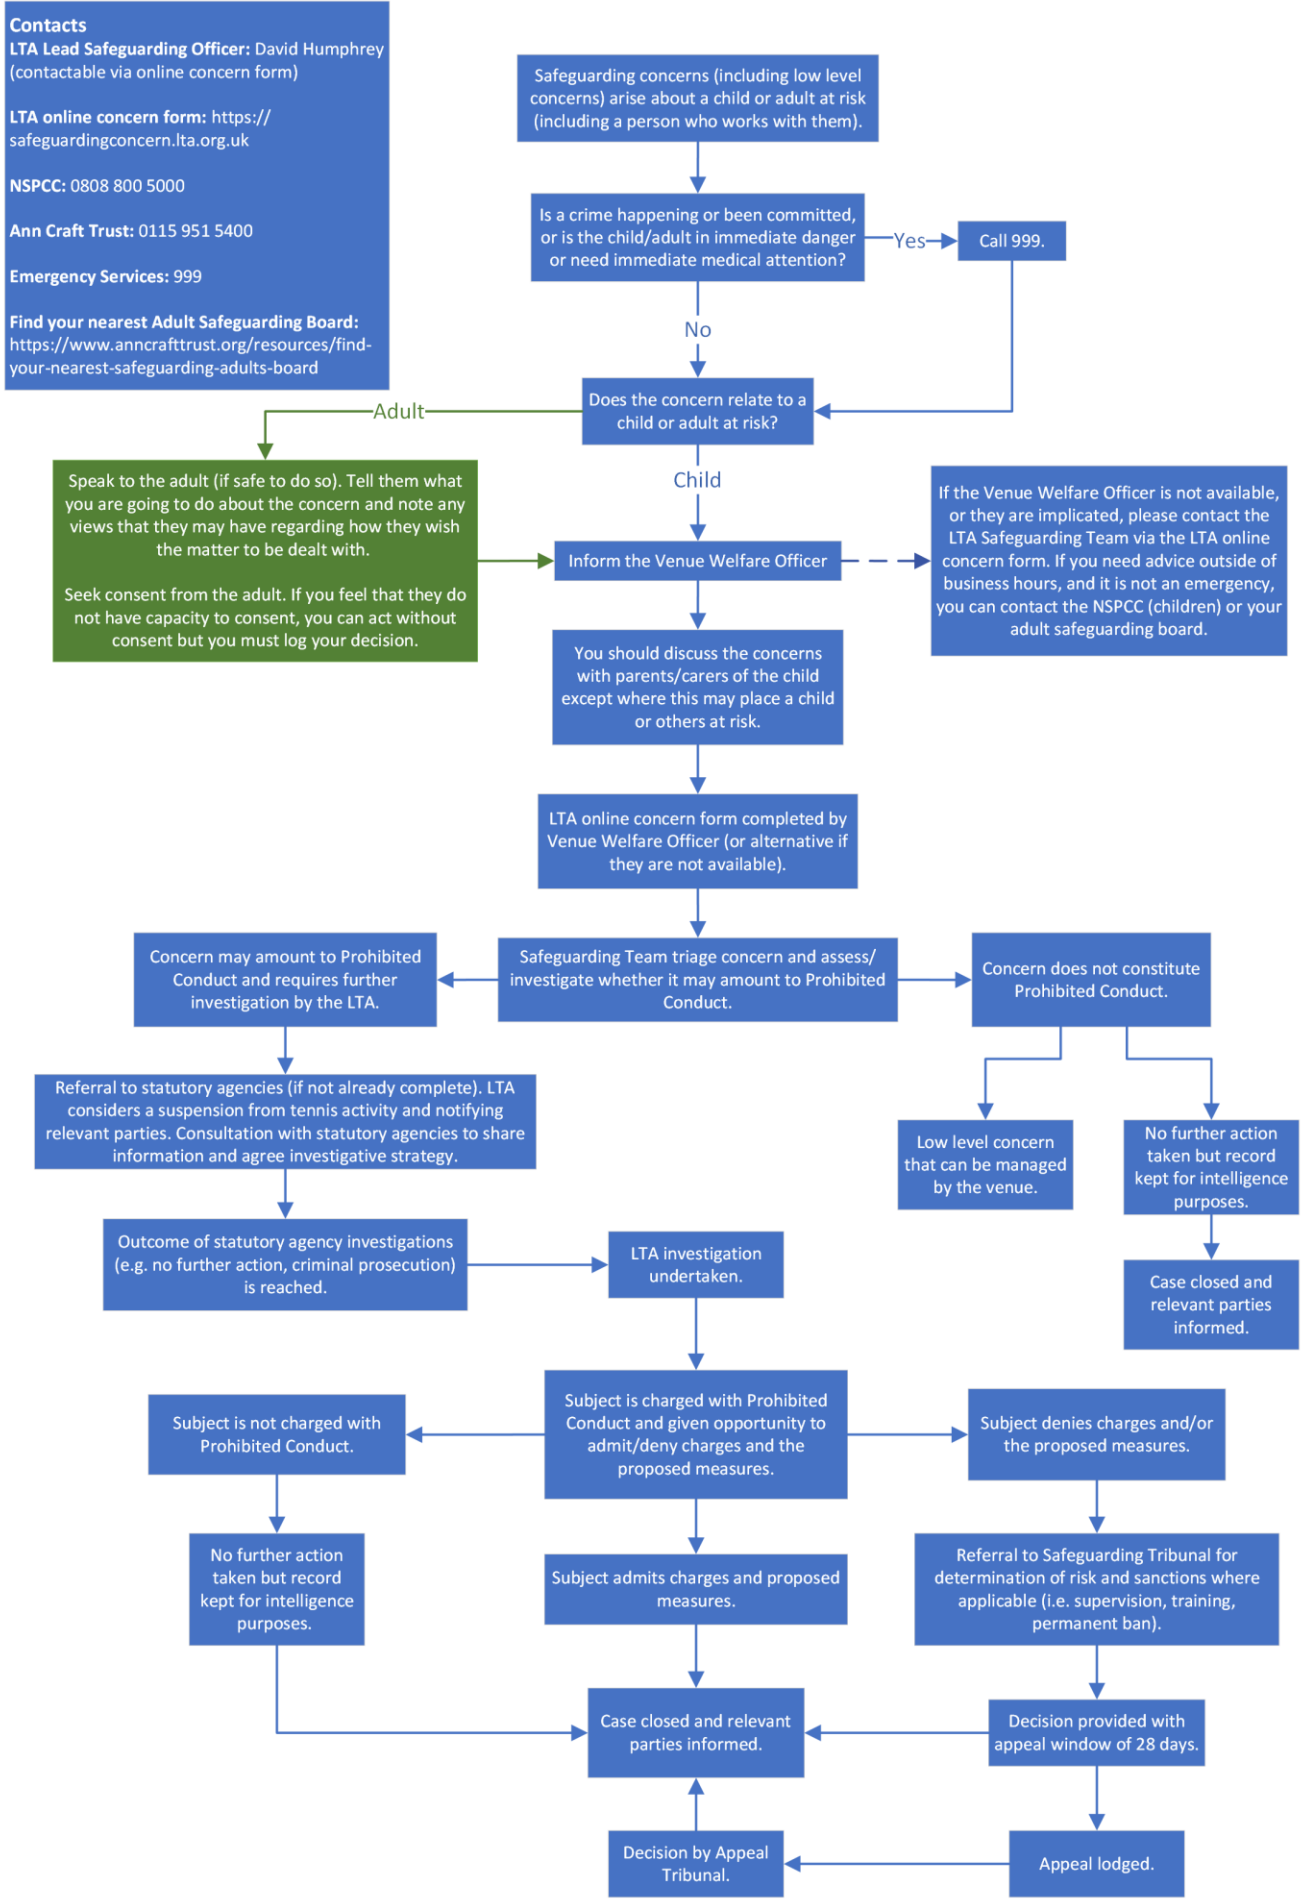 Contacts
LTA Lead Safeguarding Officer: David Humphrey
(contactable via online concern form)
LTA online concern form: https://
safeguardingconcern.lta.org.uk
NSPCC: 0808 800 5000
Ann Craft Trust: 0115 951 5400
Emergency Services: 999
Find your nearest Adult Safeguarding Board:
https://www.anncrafttrust.org/resources/find-
your-nearest-safeguarding-adults-board
Safeguarding concerns (including low level
concerns) arise about a child or adult at risk
(including a person who works with them).
Is a crime happening or been committed,
or is the child/adult in immediate danger
or need immediate medical attention?
Yes
Call 999.
No
Does the concern relate to a
child or adult at risk?
Adult
Child
Speak to the adult (if safe to do so). Tell them what
you are going to do about the concern and note any
views that they may have regarding how they wish
the matter to be dealt with.
Seek consent from the adult. If you feel that they do
not have capacity to consent, you can act without
consent but you must log your decision.
Inform the Venue Welfare Officer
If the Venue Welfare Officer is not available,
or they are implicated, please contact the
LTA Safeguarding Team via the LTA online
concern form. If you need advice outside of
business hours, and it is not an emergency,
you can contact the NSPCC (children) or your
adult safeguarding board.
You should discuss the concerns
with parents/carers of the child
except where this may place a child
or others at risk.
LTA online concern form completed by
Venue Welfare Officer (or alternative if
they are not available).
Safeguarding Team triage concern and assess/
investigate whether it may amount to Prohibited
Conduct.
Concern may amount to Prohibited
Conduct and requires further
investigation by the LTA.
Concern does not constitute
Prohibited Conduct.
Referral to statutory agencies (if not already complete). LTA
considers a suspension from tennis activity and notifying
relevant parties. Consultation with statutory agencies to share
information and agree investigative strategy.
Low level concern
that can be managed
by the venue.
No further action
taken but record
kept for intelligence
purposes.
Outcome of statutory agency investigations
(e.g. no further action, criminal prosecution)
is reached.
LTA investigation
undertaken.
Case closed and
relevant parties
informed.
Subject is not charged with
Prohibited Conduct.
Subject is charged with Prohibited
Conduct and given opportunity to
admit/deny charges and the
proposed measures.
Subject denies charges and/or
the proposed measures.
No further action
taken but record
kept for intelligence
purposes.
Subject admits charges and proposed
measures.
Referral to Safeguarding Tribunal for
determination of risk and sanctions where
applicable (i.e. supervision, training,
permanent ban).
Case closed and relevant
parties informed.
Decision provided with
appeal window of 28 days.
Decision by Appeal
Tribunal.
Appeal lodged.